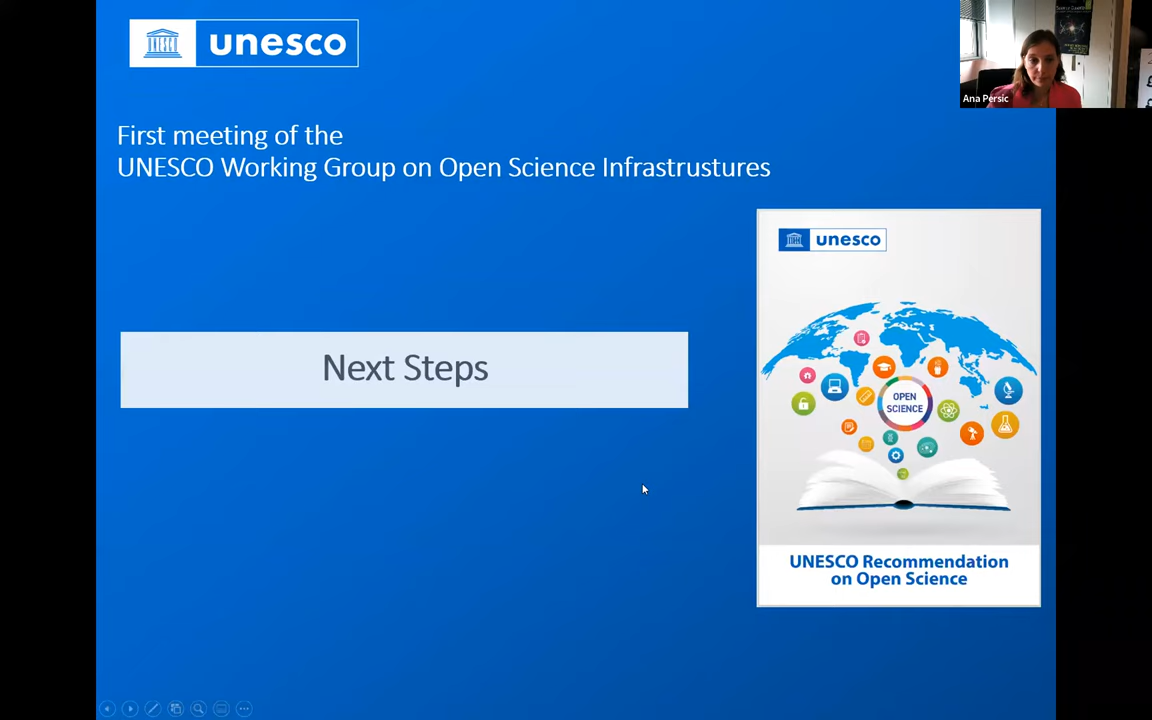 unesco
Ana Persic
First meeting of the
UNESCO Working Group on Open Science Infrastrustures
unesco
Next Steps
OPEN
SCIENCE
UNESCO Recommendation
on Open Science